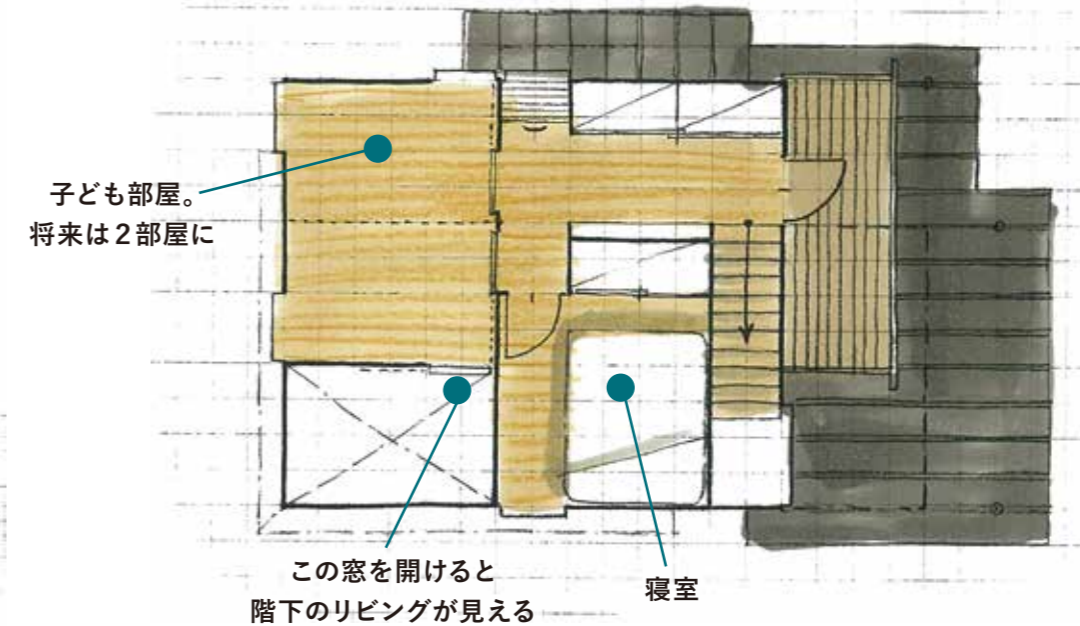 子ども部屋。
将来は2部屋に
この窓を開けると
階下のリビングが見える
寝室